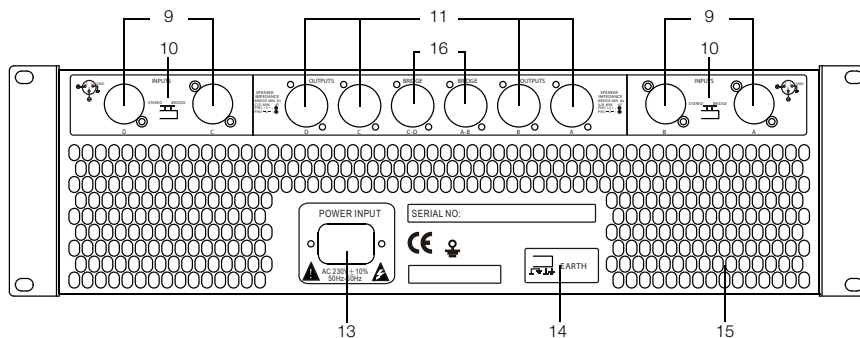 9 11 9
10 16 10
INPUTS OUTPUTS BRIDGE BRIDGE OUTPUTS INPUTS
STEREO BRIDGE STEREO BRIDGE
SPEAKER IMPEDANCE SPEAKER IMPEDANCE
D C D C C-D A-B B A B A
POWER INPUT
SERIAL NO:
CE
EARTH
AC 230V ± 10%
50Hz-60Hz
13 14 15